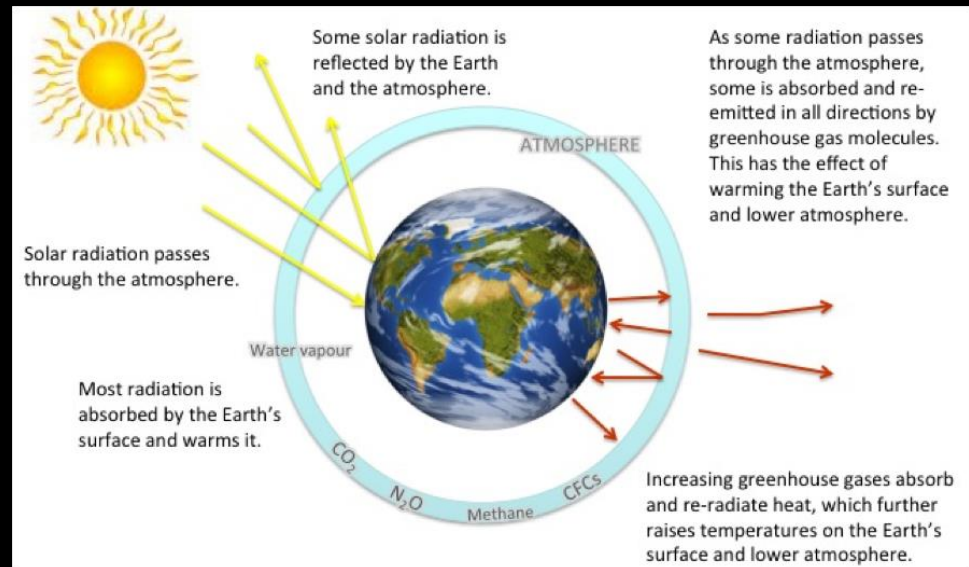 Some solar radiation is
reflected by the Earth
and the atmosphere.
As some radiation passes
through the atmosphere,
some is absorbed and re-
emitted in all directions by
greenhouse gas molecules.
This has the effect of
warming the Earth's surface
and lower atmosphere.
ATMOSPHERE
Solar radiation passes
through the atmosphere.
Water vapour
Most radiation is
absorbed by the Earth's
surface and warms it.
CO₂
N₂O
Methane
CFCs
Increasing greenhouse gases absorb
and re-radiate heat, which further
raises temperatures on the Earth's
surface and lower atmosphere.